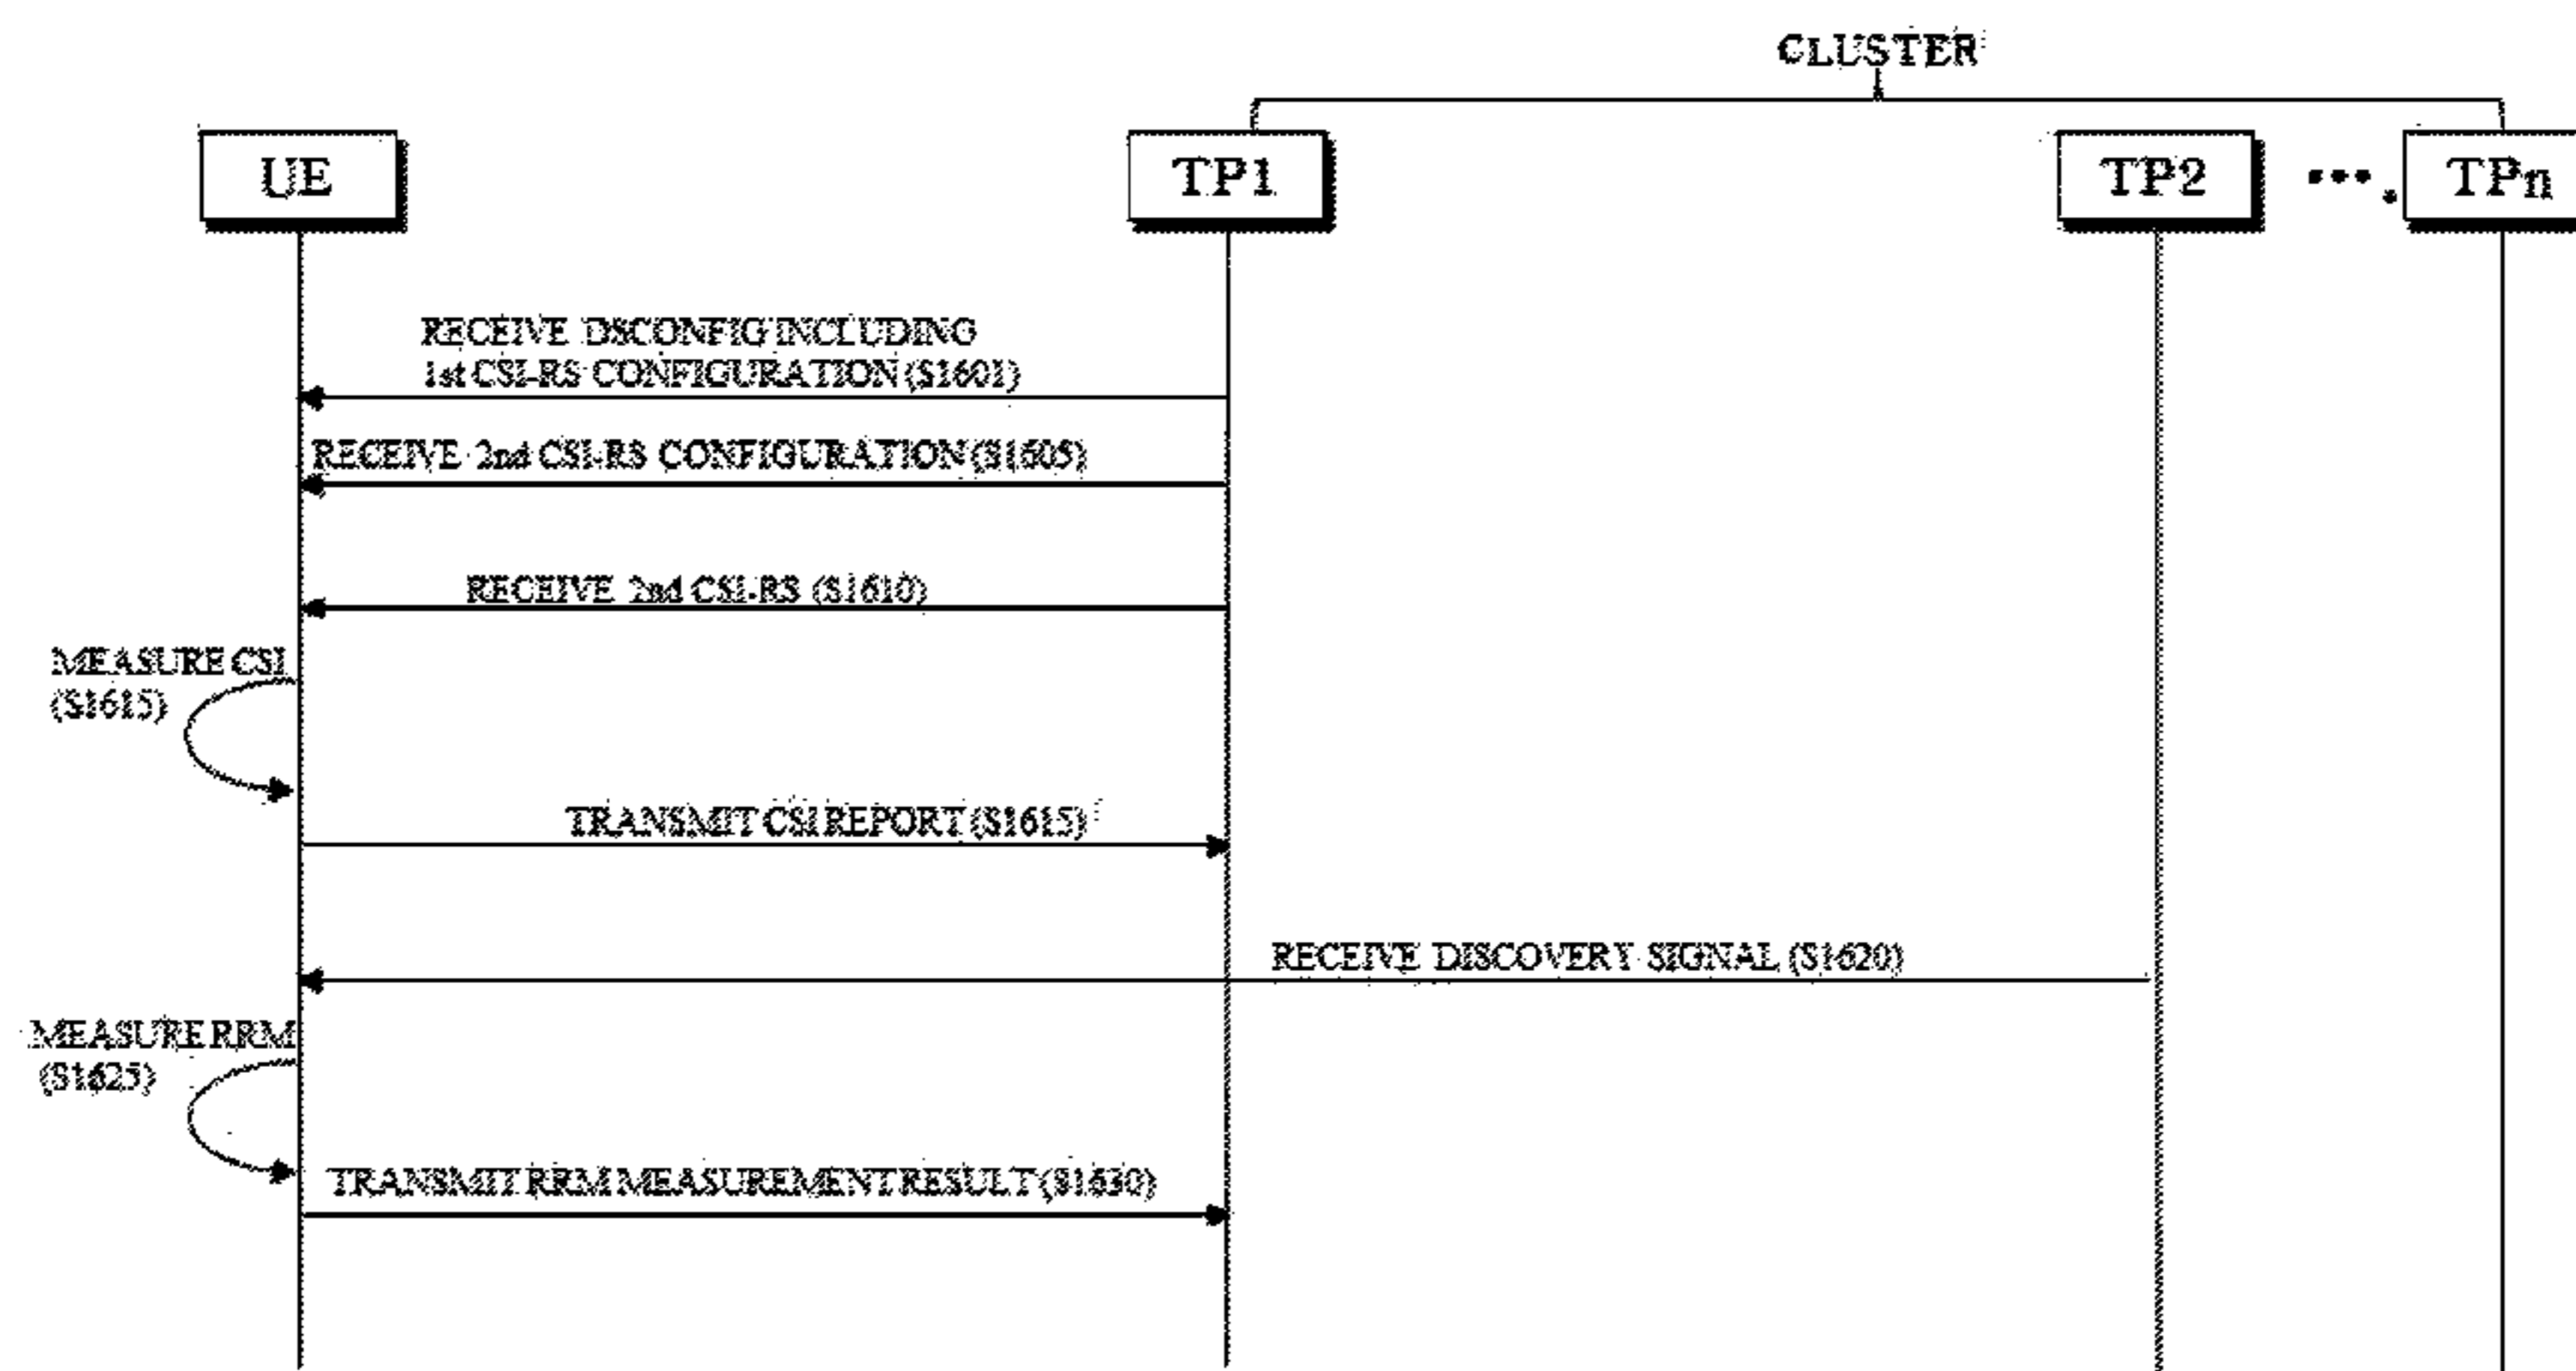 CLUSTER
UE
TP1
TP2
TPn
RECEIVE DSCONFIG INCLUDING
1st CSI-RS CONFIGURATION (S1601)
RECEIVE 2nd CSI-RS CONFIGURATION (S1605)
RECEIVE 2nd CSI-RS (S1610)
MEASURE CSI
(S1615)
TRANSMIT CSI REPORT (S1615)
RECEIVE DISCOVERY SIGNAL (S1620)
MEASURE RRM
(S1625)
TRANSMIT RRM MEASUREMENT RESULT (S1630)